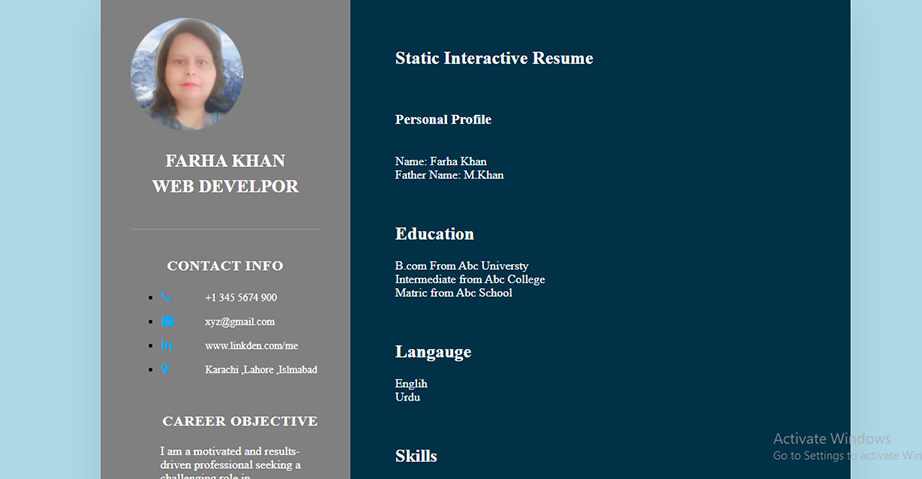 FARHA KHAN
WEB DEVELPOR
CONTACT INFO
+1 345 5674 900
xyz@gmail.com
www.linkden.com/me
Karachi ,Lahore ,Islmabad
CAREER OBJECTIVE
I am a motivated and results-
driven professional seeking a
challenging role in
Static Interactive Resume
Personal Profile
Name: Farha Khan
Father Name: M.Khan
Education
B.com From Abc Universty
Intermediate from Abc College
Matric from Abc School
Langauge
Englih
Urdu
Skills
Activate Windows
Go to Settings to activate Win